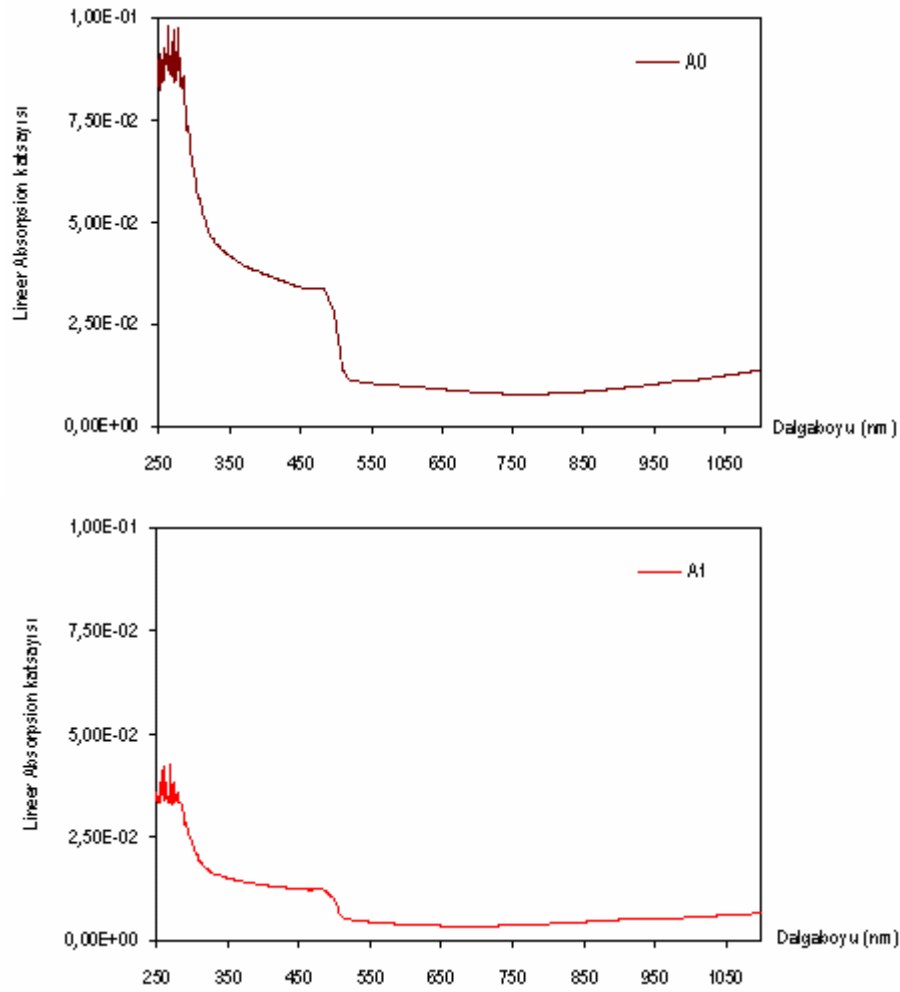 1,00E-01
A0
7,50E-02
5,00E-02
2,50E-02
0,00E+00
Lineer Absorpsion katsayısı
Dalgaboyu (nm)
250 350 450 550 650 750 850 950 1050
1,00E-01
A1
7,50E-02
5,00E-02
2,50E-02
0,00E+00
Lineer Absorpsion katsayısı
Dalgaboyu (nm)
250 350 450 550 650 750 850 950 1050